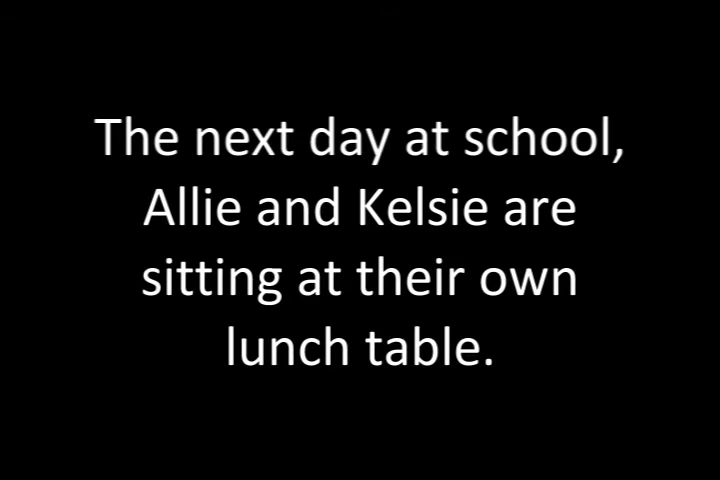 The next day at school,
Allie and Kelsie are
sitting at their own
lunch table.